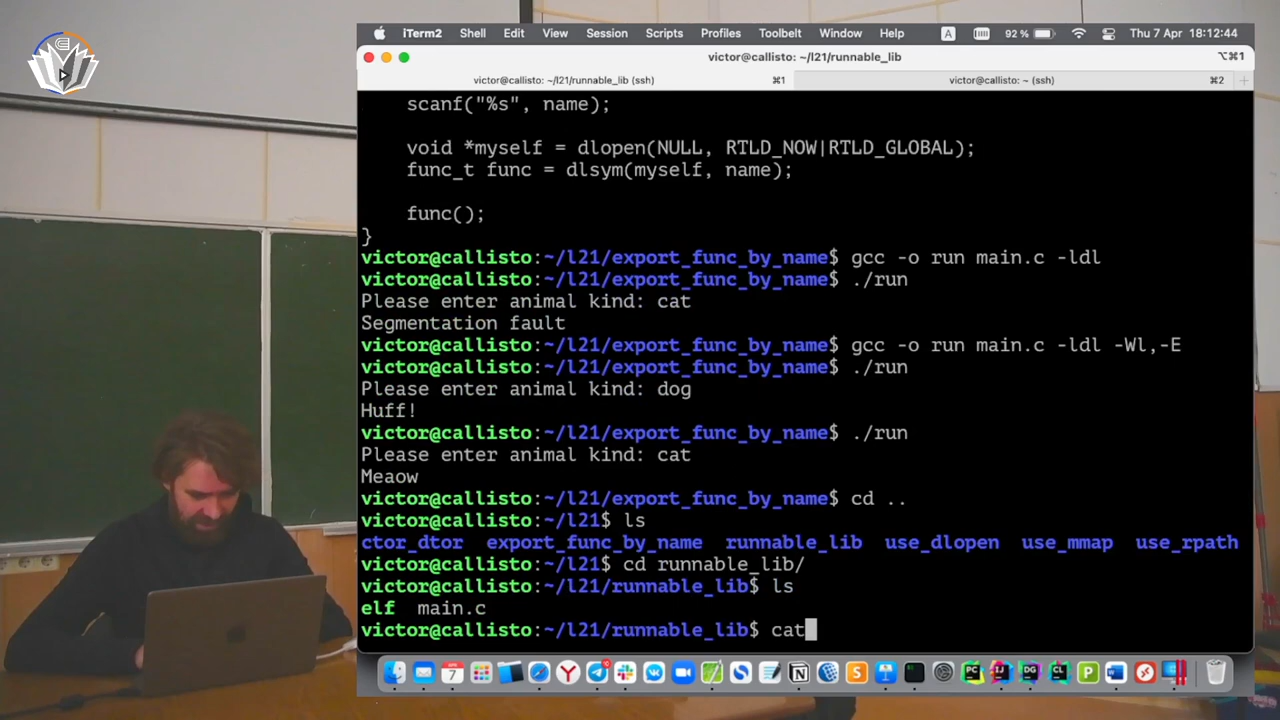 iTerm2 Shell Edit View Session Scripts Profiles Toolbelt Window Help A 92 % Thu 7 Apr 18:12:44
victor@callisto: ~/l21/runnable_lib ⌥⌘1
victor@callisto: ~/l21/runnable_lib (ssh) ⌘1 victor@callisto: ~ (ssh) ⌘2 +
scanf("%s", name);
void *myself = dlopen(NULL, RTLD_NOW|RTLD_GLOBAL);
func_t func = dlsym(myself, name);
func();
}
victor@callisto:~/l21/export_func_by_name$ gcc -o run main.c -ldl
victor@callisto:~/l21/export_func_by_name$ ./run
Please enter animal kind: cat
Segmentation fault
victor@callisto:~/l21/export_func_by_name$ gcc -o run main.c -ldl -Wl,-E
victor@callisto:~/l21/export_func_by_name$ ./run
Please enter animal kind: dog
Huff!
victor@callisto:~/l21/export_func_by_name$ ./run
Please enter animal kind: cat
Meaow
victor@callisto:~/l21/export_func_by_name$ cd ..
victor@callisto:~/l21$ ls
ctor_dtor export_func_by_name runnable_lib use_dlopen use_mmap use_rpath
victor@callisto:~/l21$ cd runnable_lib/
victor@callisto:~/l21/runnable_lib$ ls
elf main.c
victor@callisto:~/l21/runnable_lib$ cat